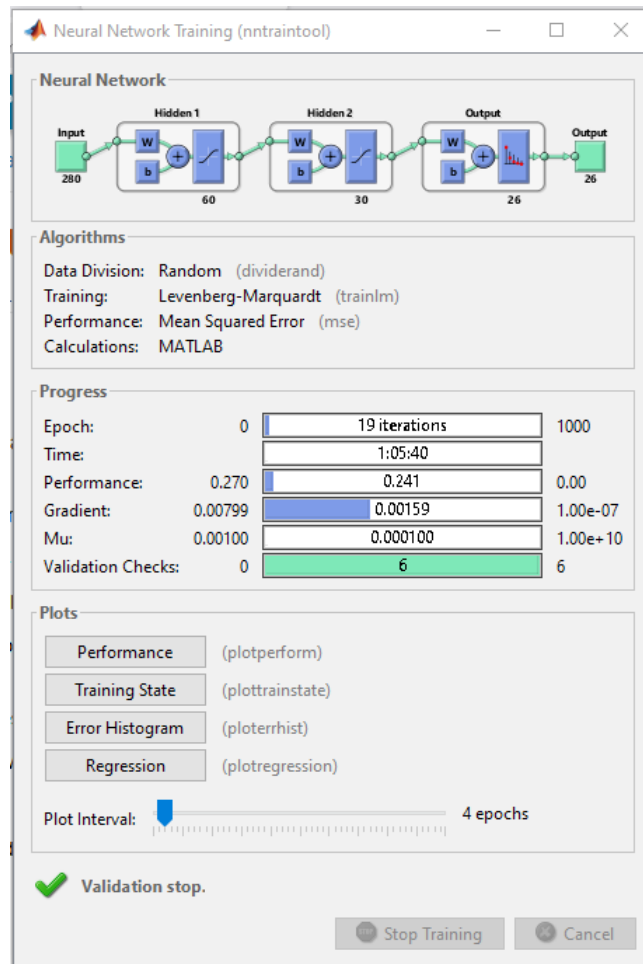 Neural Network Training (nntraintool)
Neural Network
Hidden 1 Hidden 2 Output
Input W W W Output
b b b
280 60 30 26 26
Algorithms
Data Division: Random (dividerand)
Training: Levenberg-Marquardt (trainlm)
Performance: Mean Squared Error (mse)
Calculations: MATLAB
Progress
Epoch: 0 19 iterations 1000
Time: 1:05:40
Performance: 0.270 0.241 0.00
Gradient: 0.00799 0.00159 1.00e-07
Mu: 0.00100 0.000100 1.00e+10
Validation Checks: 0 6 6
Plots
Performance (plotperform)
Training State (plottrainstate)
Error Histogram (ploterrhist)
Regression (plotregression)
Plot Interval: 4 epochs
Validation stop.
Stop Training Cancel